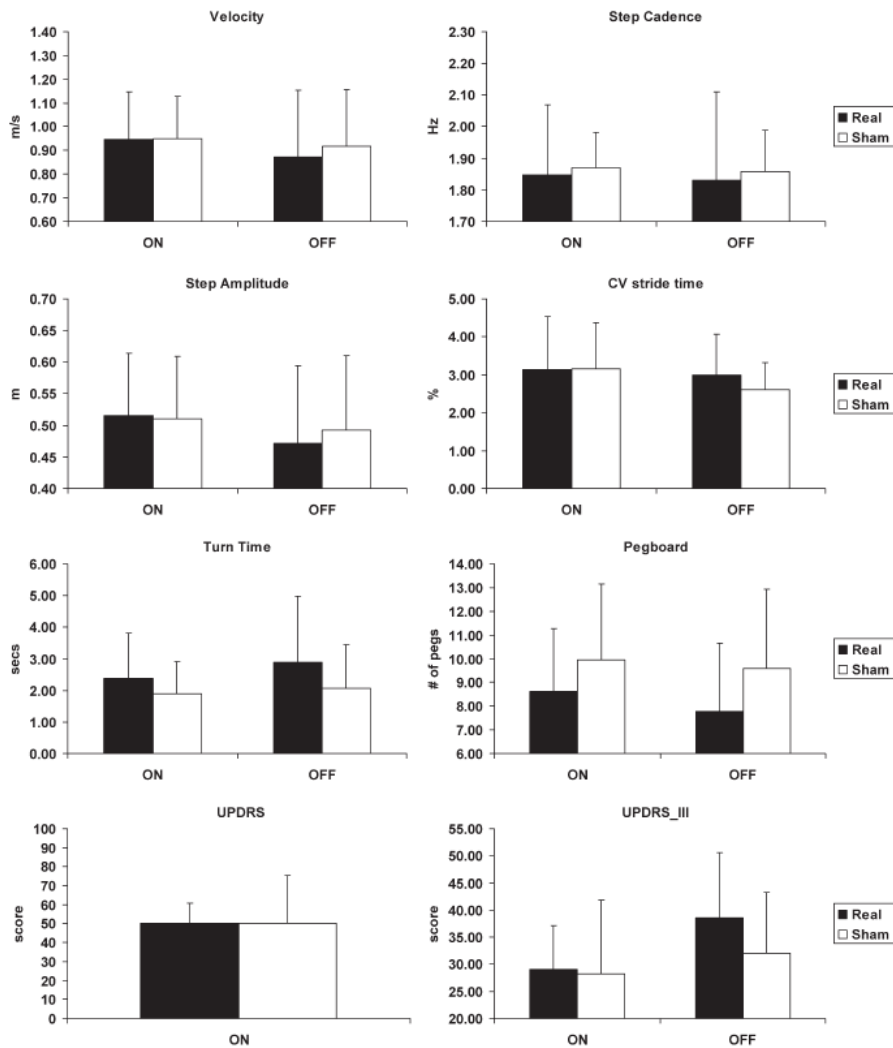 Velocity
1.40
1.30
1.20
1.10
1.00
0.90
0.80
0.70
0.60
m/s
ON
OFF
Step Cadence
2.30
2.20
2.10
2.00
1.90
1.80
1.70
Hz
ON
OFF
Real
Sham
Step Amplitude
0.70
0.65
0.60
0.55
0.50
0.45
0.40
m
ON
OFF
CV stride time
5.00
4.00
3.00
2.00
1.00
0.00
%
ON
OFF
Real
Sham
Turn Time
6.00
5.00
4.00
3.00
2.00
1.00
0.00
secs
ON
OFF
Pegboard
14.00
13.00
12.00
11.00
10.00
9.00
8.00
7.00
6.00
# of pegs
ON
OFF
Real
Sham
UPDRS
100
90
80
70
60
50
40
30
20
10
0
score
ON
UPDRS_III
55.00
50.00
45.00
40.00
35.00
30.00
25.00
20.00
score
ON
OFF
Real
Sham